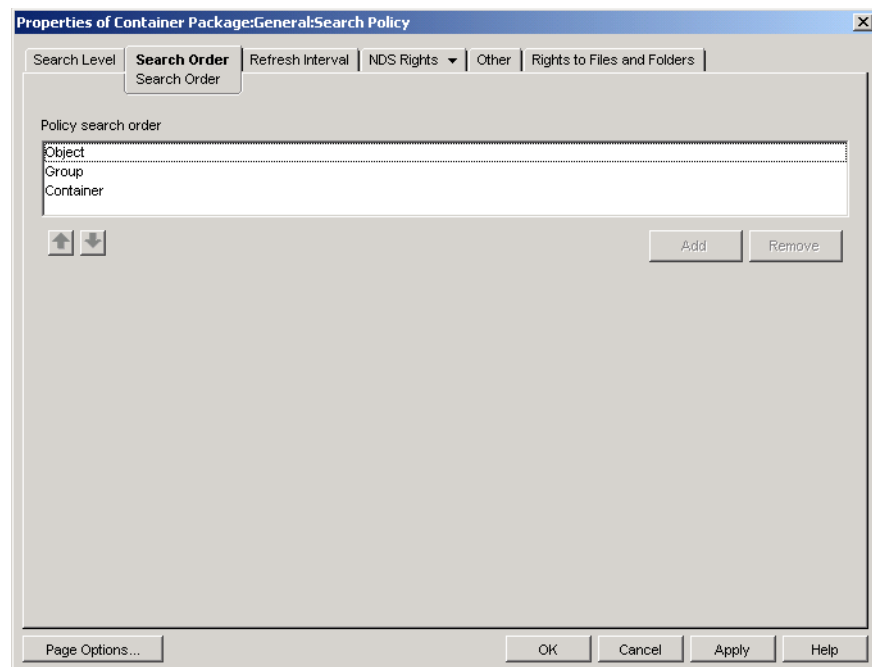 Properties of Container Package:General:Search Policy
Search Level Search Order Refresh Interval NDS Rights Other Rights to Files and Folders
Search Order
Policy search order
Object
Group
Container
Add Remove
Page Options... OK Cancel Apply Help